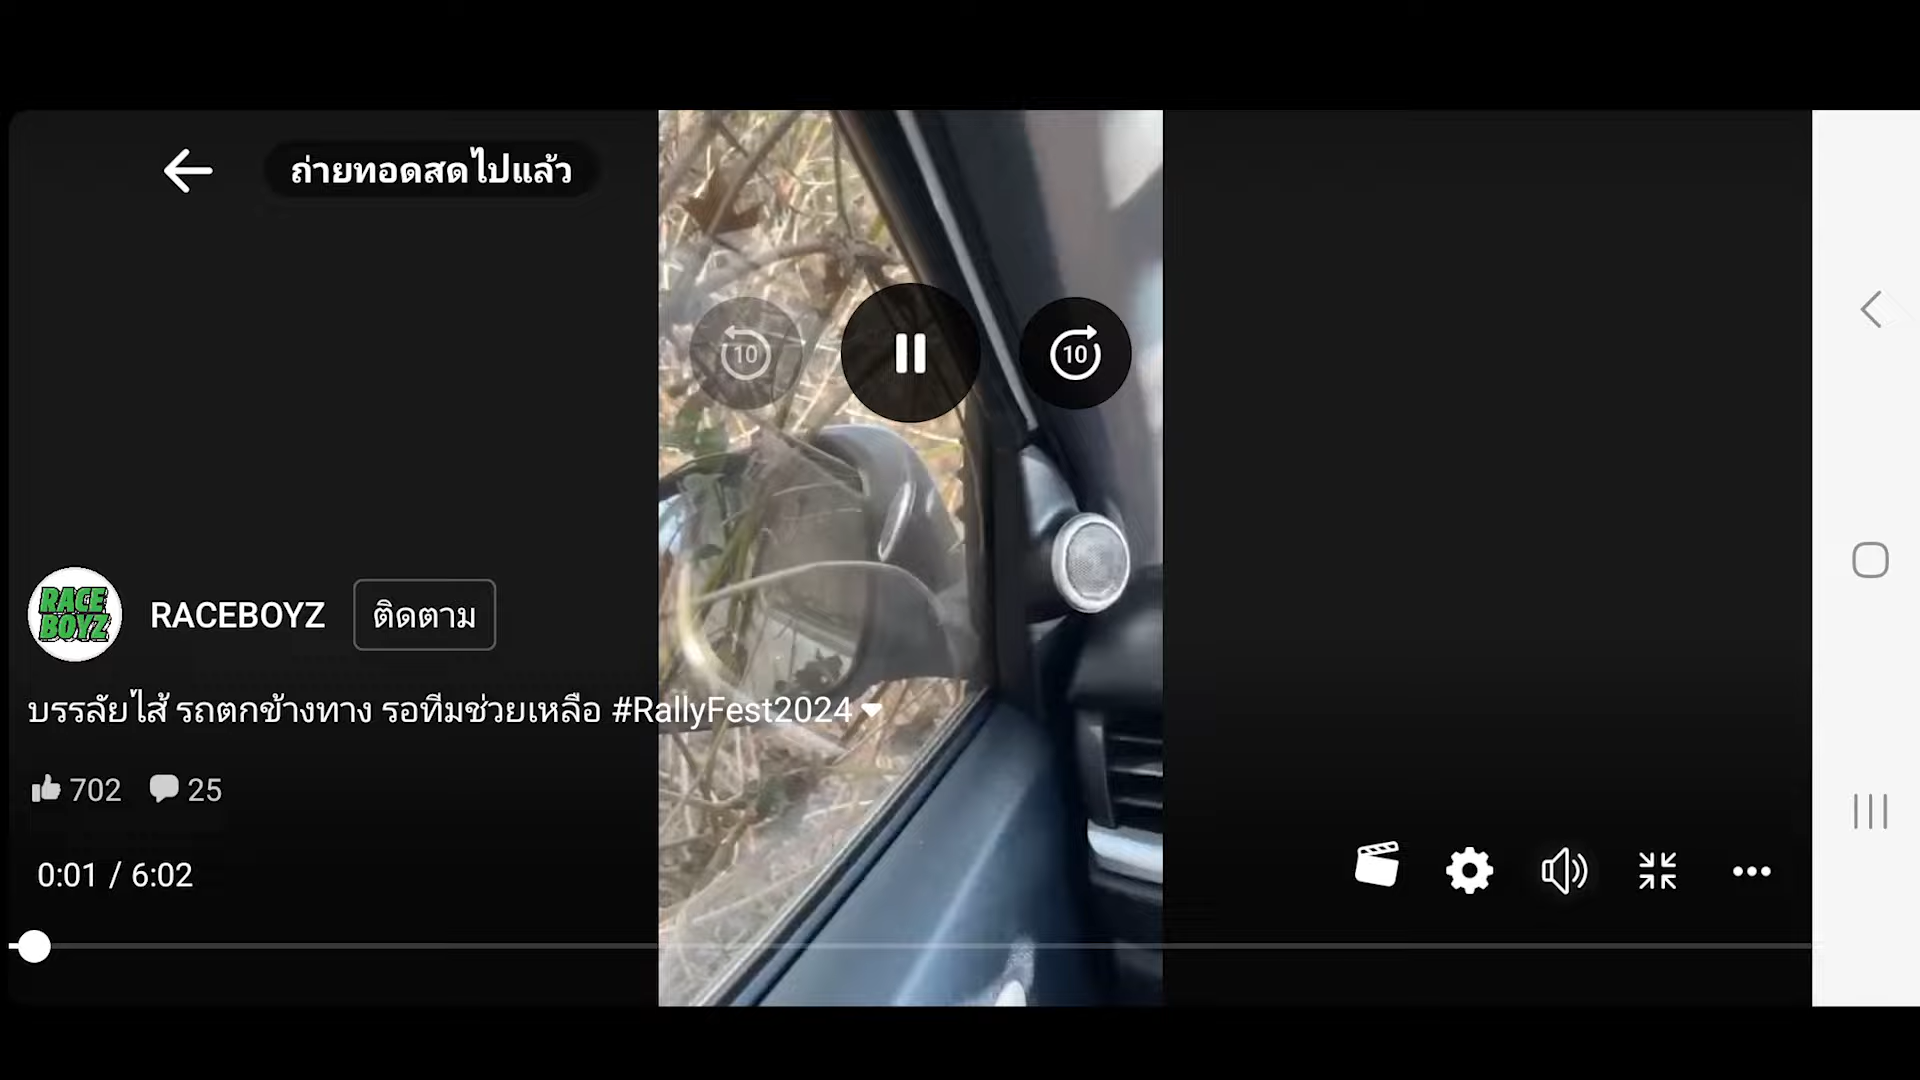 ถ่ายทอดสดไปแล้ว
10
10
RACE BOYZ
RACEBOYZ
ติดตาม
บรรลัยไส้ รถตกข้างทาง รอทีมช่วยเหลือ #RallyFest2024
702
25
0:01 / 6:02